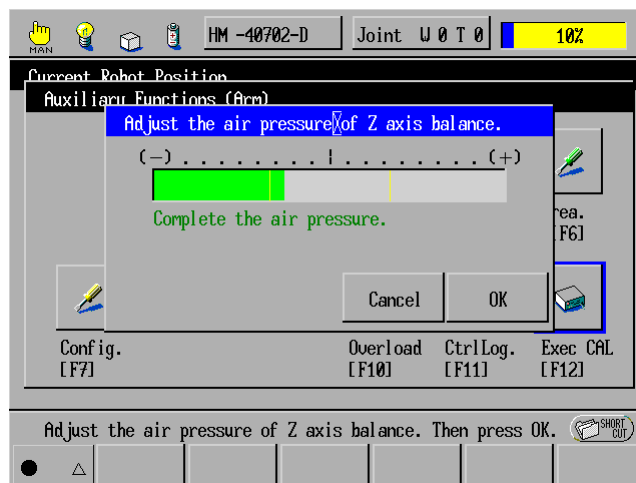 MAN HM -40702-D Joint W 0 T 0 10%
Current Robot Position
Auxiliary Functions (Arm)
Adjust the air pressure of Z axis balance.
(-) . . . . . . . . ! . . . . . . . . (+)
Complete the air pressure.
rea.
[F6]
Cancel OK
Config. Overload CtrlLog. Exec CAL
[F7] [F10] [F11] [F12]
Adjust the air pressure of Z axis balance. Then press OK. SHORT CUT